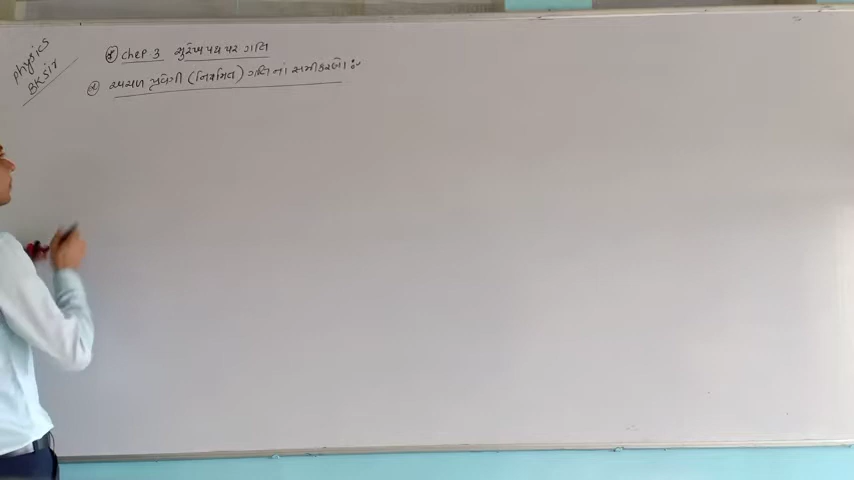 Physics
BKSir
Chep.3 સુરેખ પથ પર ગતિ
અચળ પ્રવેગી (નિયમિત) ગતિનાં સમીકરણો :-